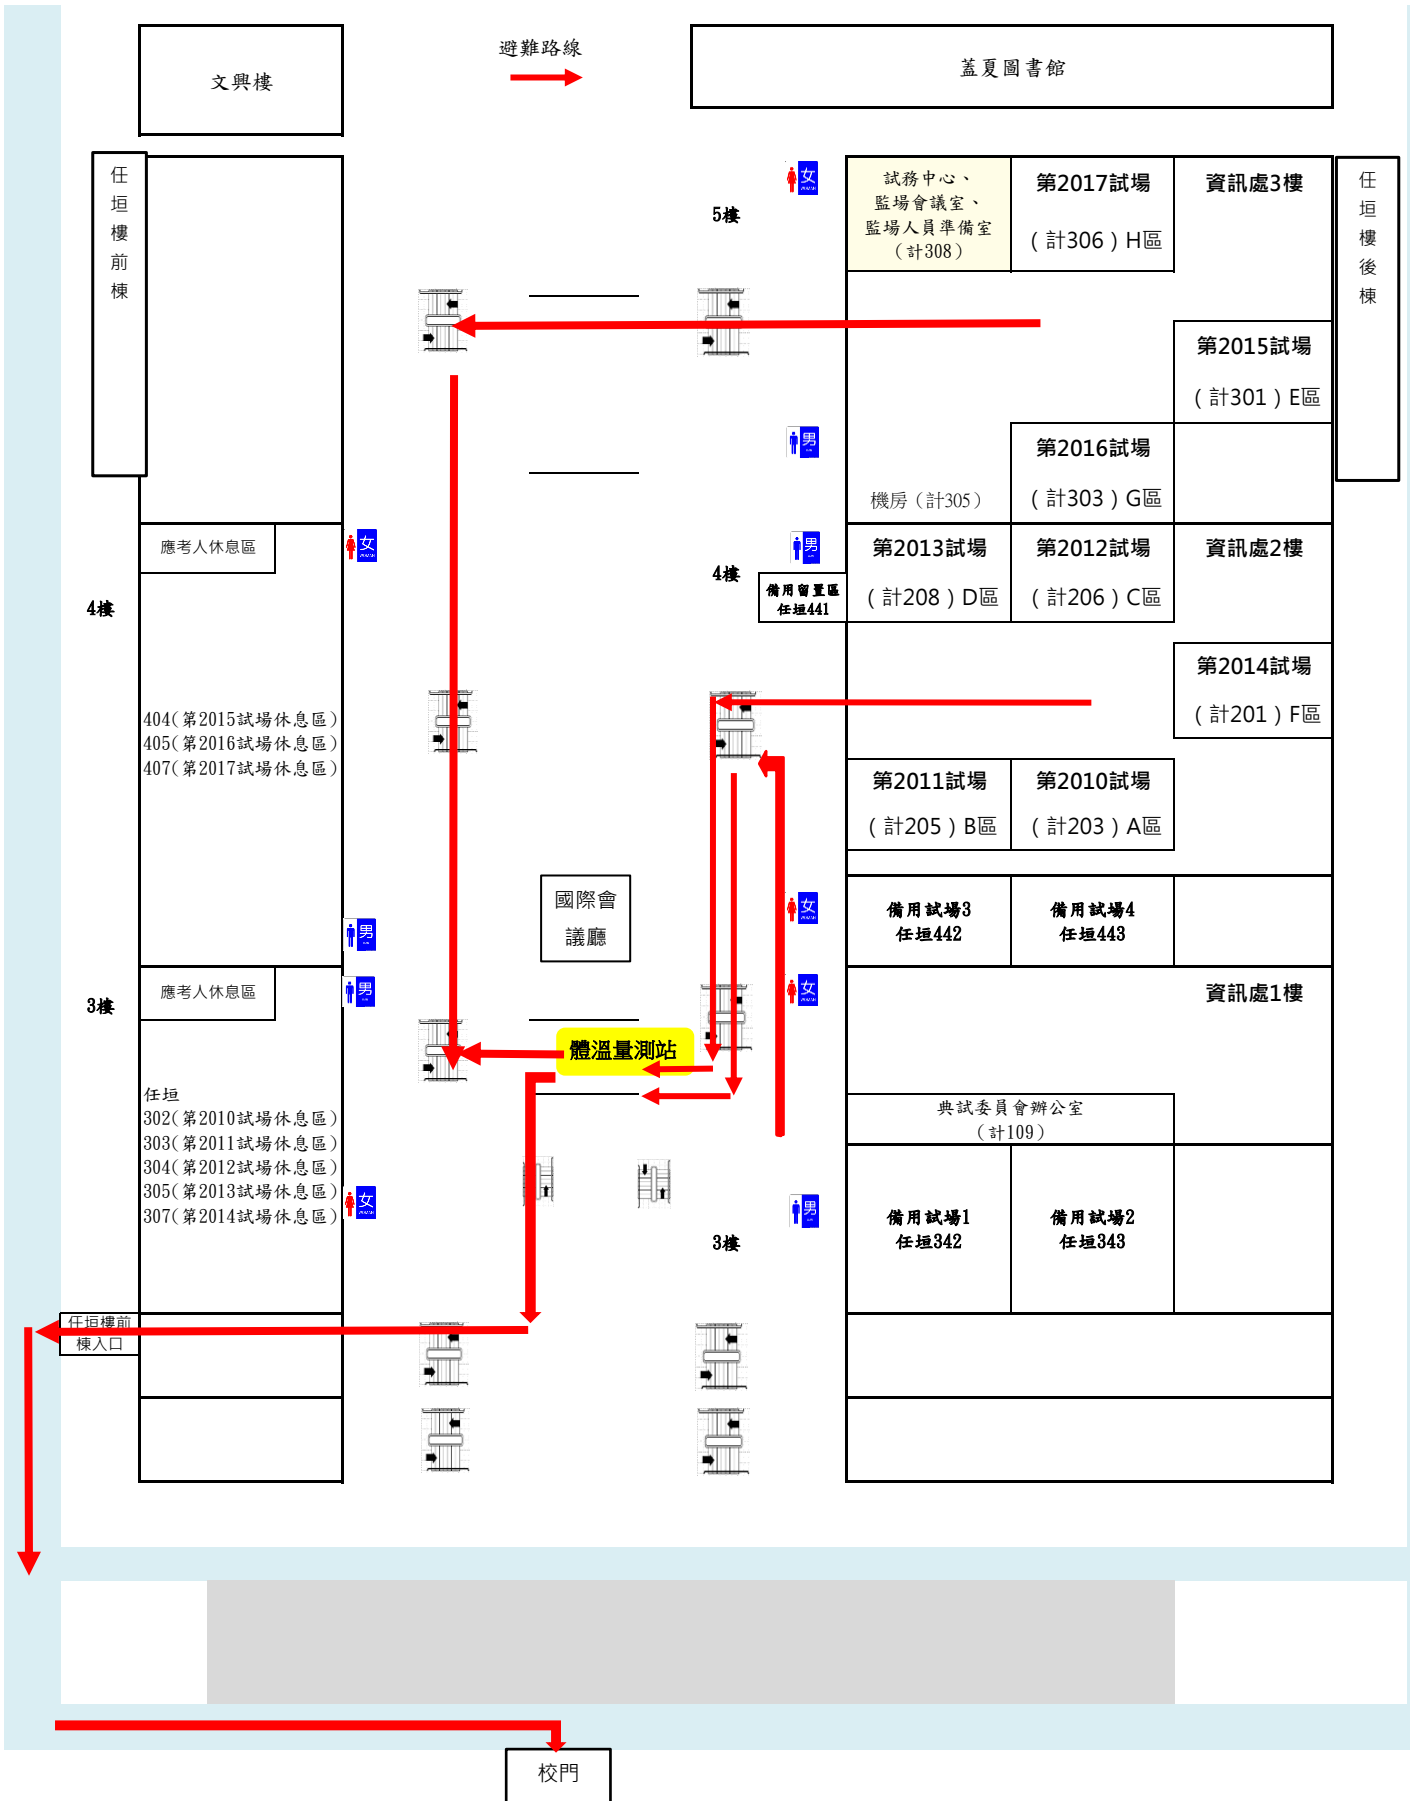 避難路線
文興樓
蓋夏圖書館
任
垣
樓
前
棟
5樓
女
試務中心、
監場會議室、
監場人員準備室
（計308）
第2017試場
（計306）H區
資訊處3樓
任
垣
樓
後
棟
第2015試場
（計301）E區
男
第2016試場
（計303）G區
機房（計305）
應考人休息區
女
4樓
404(第2015試場休息區)
405(第2016試場休息區)
407(第2017試場休息區)
男
4樓
男
備用留置區
任垣441
第2013試場
（計208）D區
第2012試場
（計206）C區
資訊處2樓
第2014試場
（計201）F區
第2011試場
（計205）B區
第2010試場
（計203）A區
國際會
議廳
女
備用試場3
任垣442
備用試場4
任垣443
3樓
應考人休息區
男
女
資訊處1樓
體溫量測站
任垣
302(第2010試場休息區)
303(第2011試場休息區)
304(第2012試場休息區)
305(第2013試場休息區)
307(第2014試場休息區)
女
典試委員會辦公室
（計109）
男
3樓
備用試場1
任垣342
備用試場2
任垣343
任垣樓前
棟入口
校門